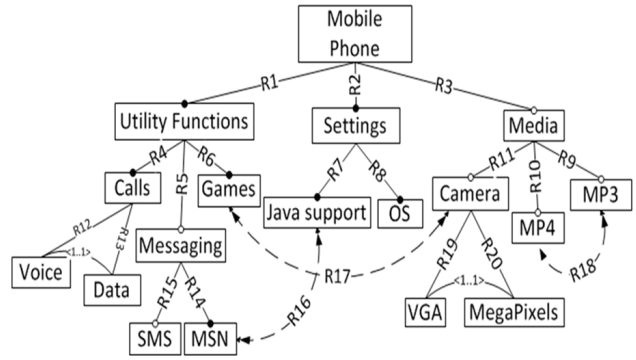 Mobile
Phone
R1
R2
R3
Utility Functions
Settings
Media
R4
R5
R6
R7
R8
R11
R10
R9
Calls
Games
Java support
OS
Camera
MP4
MP3
R12
R13
<1..1>
Messaging
Voice
Data
R17
R18
R15
R14
R16
R19
R20
<1..1>
SMS
MSN
VGA
MegaPixels